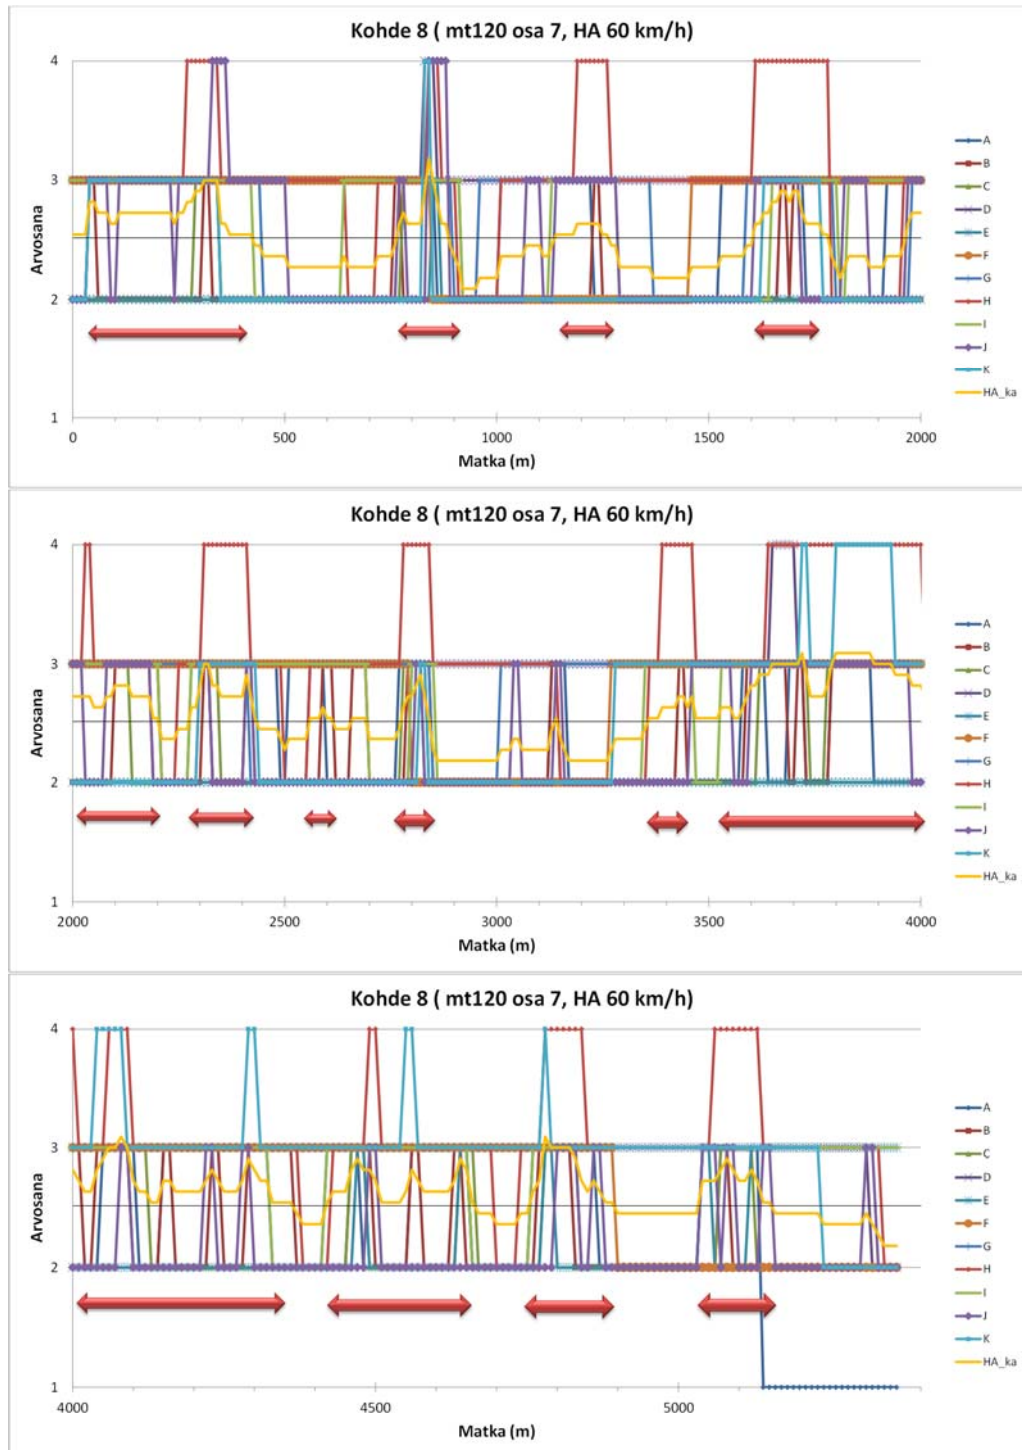 Kohde 8 ( mt120 osa 7, HA 60 km/h)
4
3
2
1
Arvosana
0
500
1000
1500
2000
Matka (m)
A
B
C
D
E
F
G
H
I
J
K
HA_ka
Kohde 8 ( mt120 osa 7, HA 60 km/h)
4
3
2
1
Arvosana
2000
2500
3000
3500
4000
Matka (m)
A
B
C
D
E
F
G
H
I
J
K
HA_ka
Kohde 8 ( mt120 osa 7, HA 60 km/h)
4
3
2
1
Arvosana
4000
4500
5000
Matka (m)
A
B
C
D
E
F
G
H
I
J
K
HA_ka